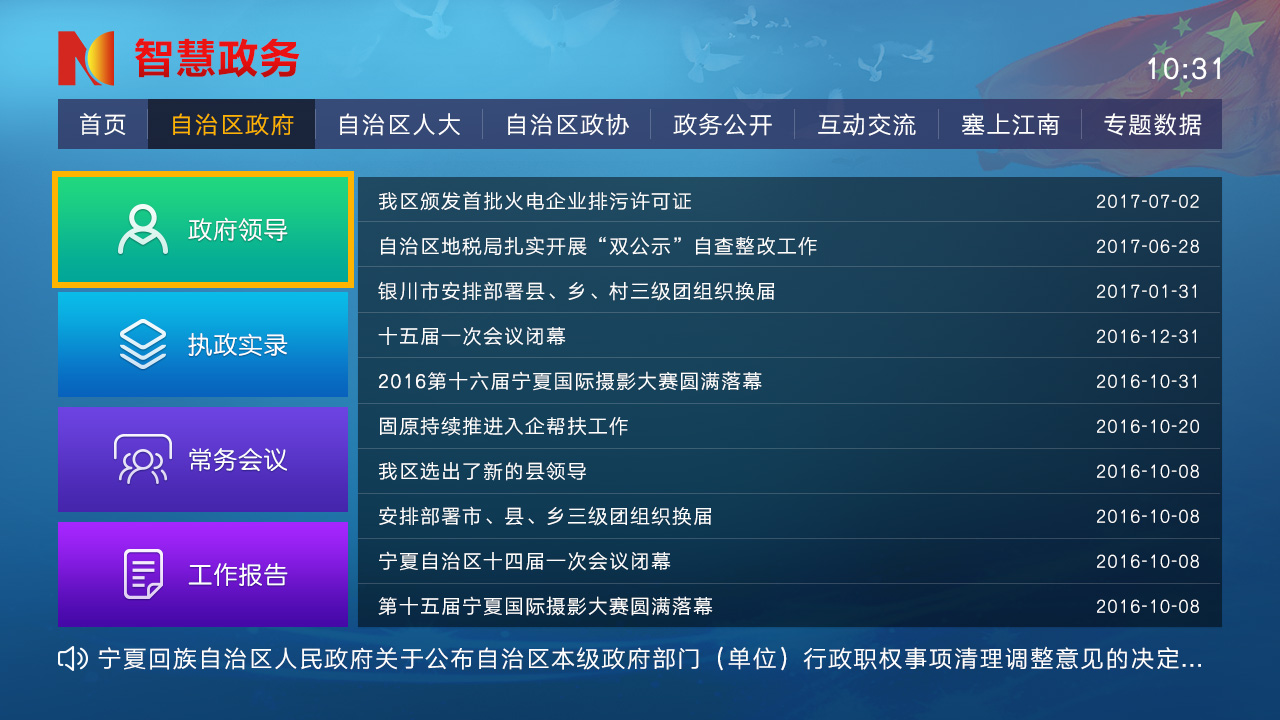 智慧政务
10:31
首页 自治区政府 自治区人大 自治区政协 政务公开 互动交流 塞上江南 专题数据
政府领导
执政实录
常务会议
工作报告
我区颁发首批火电企业排污许可证 2017-07-02
自治区地税局扎实开展“双公示”自查整改工作 2017-06-28
银川市安排部署县、乡、村三级团组织换届 2017-01-31
十五届一次会议闭幕 2016-12-31
2016第十六届宁夏国际摄影大赛圆满落幕 2016-10-31
固原持续推进入企帮扶工作 2016-10-20
我区选出了新的县领导 2016-10-08
安排部署市、县、乡三级团组织换届 2016-10-08
宁夏自治区十四届一次会议闭幕 2016-10-08
第十五届宁夏国际摄影大赛圆满落幕 2016-10-08
宁夏回族自治区人民政府关于公布自治区本级政府部门（单位）行政职权事项清理调整意见的决定...